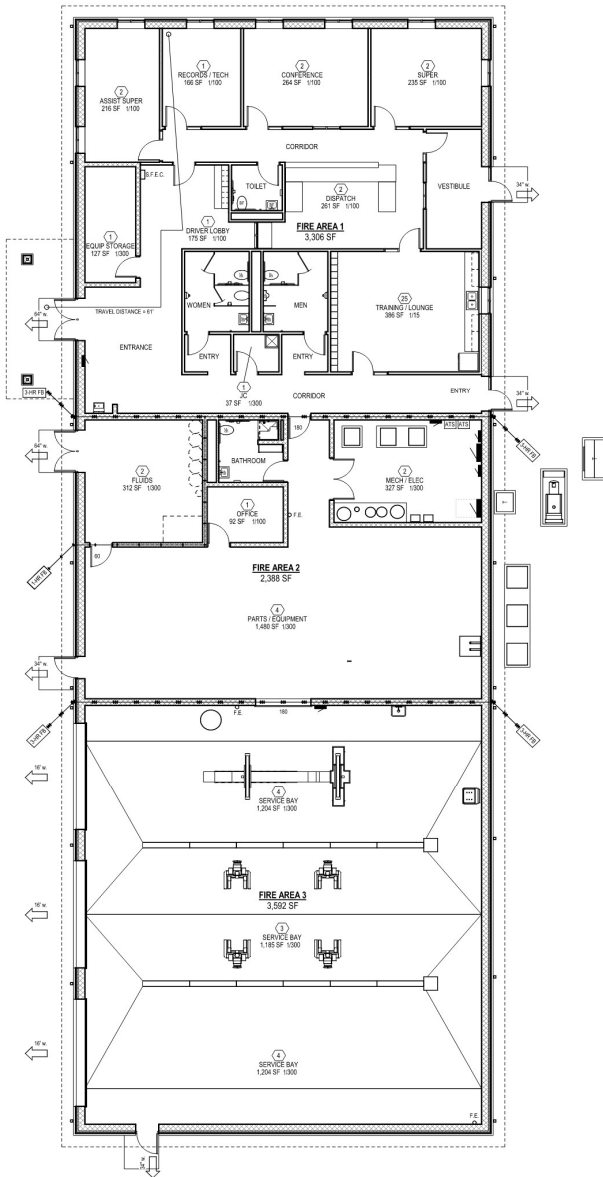 1
RECORDS / TECH
166 SF 1/100
2
CONFERENCE
264 SF 1/100
2
SUPER
235 SF 1/100
2
ASSIST SUPER
216 SF 1/100
CORRIDOR
S.F.E.C.
TOILET
VESTIBULE
34" w.
2
DISPATCH
261 SF 1/100
1
DRIVER LOBBY
175 SF 1/100
FIRE AREA 1
3,306 SF
1
EQUIP STORAGE
127 SF 1/300
TRAVEL DISTANCE = 61'
64" w.
WOMEN
MEN
25
TRAINING / LOUNGE
386 SF 1/15
ENTRANCE
ENTRY
ENTRY
1
JC
37 SF 1/300
CORRIDOR
ENTRY
34" w.
3-HR FB
3-HR FB
180
ATS
ATS
64" w.
2
FLUIDS
312 SF 1/300
BATHROOM
2
MECH / ELEC
327 SF 1/300
1
OFFICE
92 SF 1/100
F.E.
60
1-HR FB
FIRE AREA 2
2,388 SF
4
PARTS / EQUIPMENT
1,480 SF 1/300
34" w.
3-HR FB
3-HR FB
F.E.
180
16' w.
4
SERVICE BAY
1,204 SF 1/300
FIRE AREA 3
3,592 SF
16' w.
3
SERVICE BAY
1,185 SF 1/300
16' w.
4
SERVICE BAY
1,204 SF 1/300
F.E.
34" w.